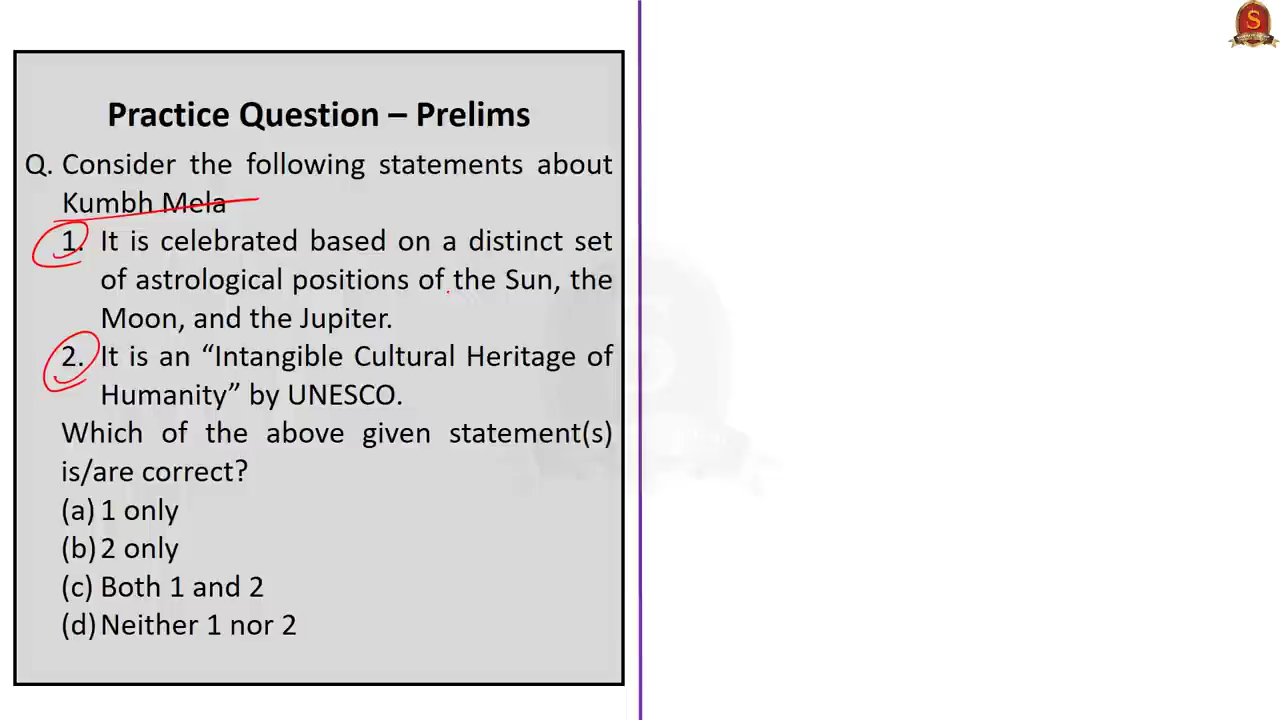 Practice Question – Prelims
Q. Consider the following statements about
Kumbh Mela
1. It is celebrated based on a distinct set
of astrological positions of the Sun, the
Moon, and the Jupiter.
2. It is an “Intangible Cultural Heritage of
Humanity” by UNESCO.
Which of the above given statement(s)
is/are correct?
(a) 1 only
(b) 2 only
(c) Both 1 and 2
(d) Neither 1 nor 2
S